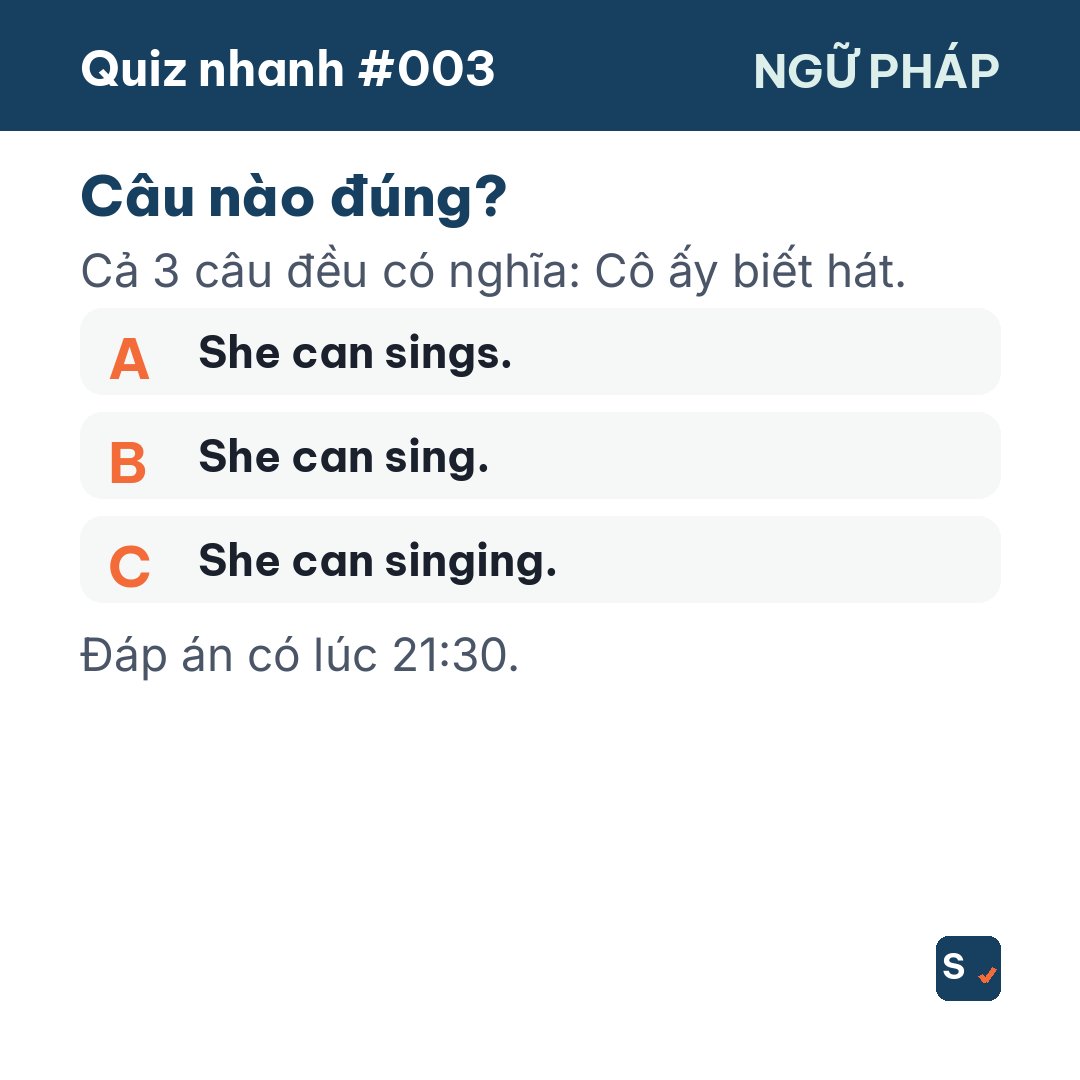 Quiz nhanh #003
NGỮ PHÁP
Câu nào đúng?
Cả 3 câu đều có nghĩa: Cô ấy biết hát.
A She can sings.
B She can sing.
C She can singing.
Đáp án có lúc 21:30.
S